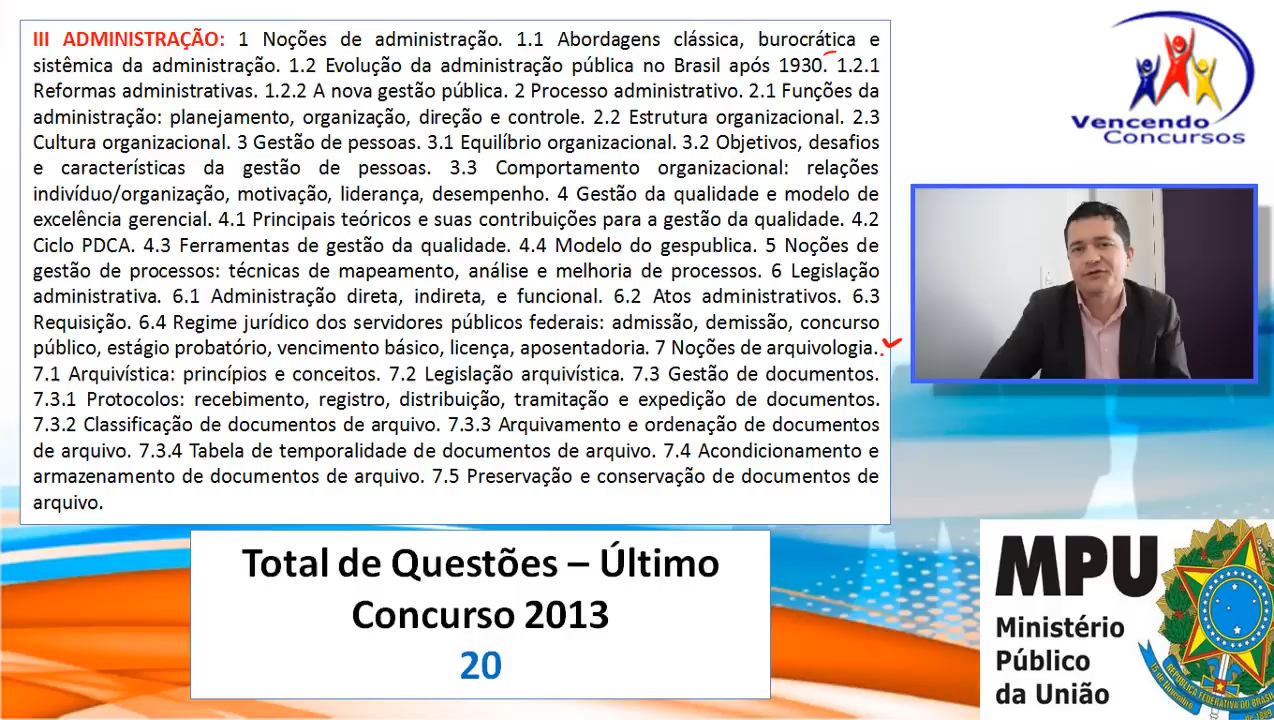 III ADMINISTRAÇÃO: 1 Noções de administração. 1.1 Abordagens clássica, burocrática e
sistêmica da administração. 1.2 Evolução da administração pública no Brasil após 1930. 1.2.1
Reformas administrativas. 1.2.2 A nova gestão pública. 2 Processo administrativo. 2.1 Funções da
administração: planejamento, organização, direção e controle. 2.2 Estrutura organizacional. 2.3
Cultura organizacional. 3 Gestão de pessoas. 3.1 Equilíbrio organizacional. 3.2 Objetivos, desafios
e características da gestão de pessoas. 3.3 Comportamento organizacional: relações
indivíduo/organização, motivação, liderança, desempenho. 4 Gestão da qualidade e modelo de
excelência gerencial. 4.1 Principais teóricos e suas contribuições para a gestão da qualidade. 4.2
Ciclo PDCA. 4.3 Ferramentas de gestão da qualidade. 4.4 Modelo do gespublica. 5 Noções de
gestão de processos: técnicas de mapeamento, análise e melhoria de processos. 6 Legislação
administrativa. 6.1 Administração direta, indireta, e funcional. 6.2 Atos administrativos. 6.3
Requisição. 6.4 Regime jurídico dos servidores públicos federais: admissão, demissão, concurso
público, estágio probatório, vencimento básico, licença, aposentadoria. 7 Noções de arquivologia.
7.1 Arquivística: princípios e conceitos. 7.2 Legislação arquivística. 7.3 Gestão de documentos.
7.3.1 Protocolos: recebimento, registro, distribuição, tramitação e expedição de documentos.
7.3.2 Classificação de documentos de arquivo. 7.3.3 Arquivamento e ordenação de documentos
de arquivo. 7.3.4 Tabela de temporalidade de documentos de arquivo. 7.4 Acondicionamento e
armazenamento de documentos de arquivo. 7.5 Preservação e conservação de documentos de
arquivo.
Vencendo
Concursos
Total de Questões – Último
Concurso 2013
20
MPU
Ministério
Público
da União
REPÚBLICA FEDERATIVA DO BRASIL
15 de Novembro
de 1889